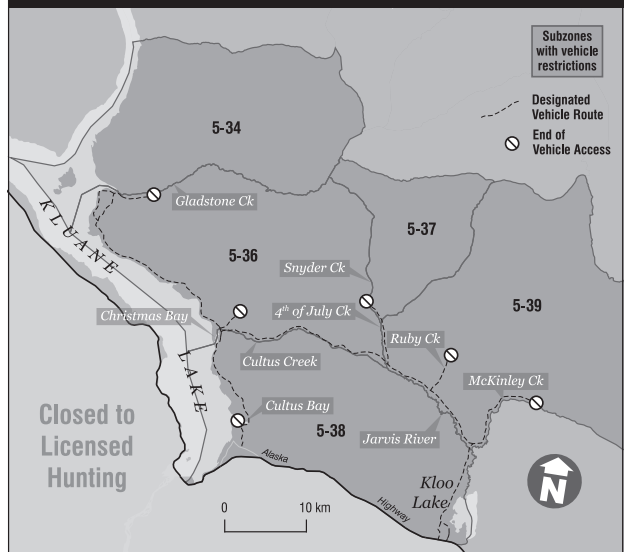 Subzones
with vehicle
restrictions
Designated
Vehicle Route
End of
Vehicle Access
5-34
Gladstone Ck
KLUANE
LAKE
5-36
5-37
Snyder Ck
5-39
4th of July Ck
Christmas Bay
Ruby Ck
Cultus Creek
McKinley Ck
Cultus Bay
Closed to
Licensed
Hunting
5-38
Jarvis River
Alaska
Highway
Kloo
Lake
0 10 km
N